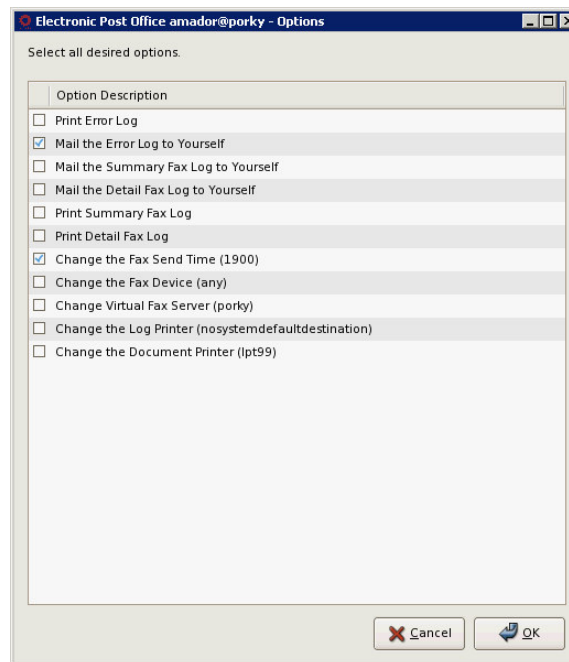 Electronic Post Office amador@porky - Options
Select all desired options.
Option Description
Print Error Log
Mail the Error Log to Yourself
Mail the Summary Fax Log to Yourself
Mail the Detail Fax Log to Yourself
Print Summary Fax Log
Print Detail Fax Log
Change the Fax Send Time (1900)
Change the Fax Device (any)
Change Virtual Fax Server (porky)
Change the Log Printer (nosystemdefaultdestination)
Change the Document Printer (lpt99)
Cancel OK